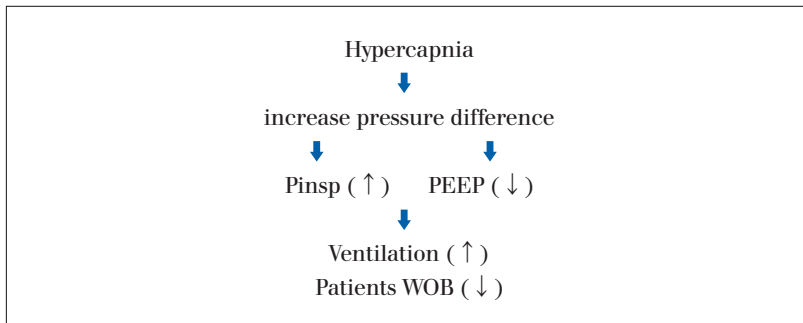 Hypercapnia
increase pressure difference
Pinsp (↑) PEEP (↓)
Ventilation (↑)
Patients WOB (↓)